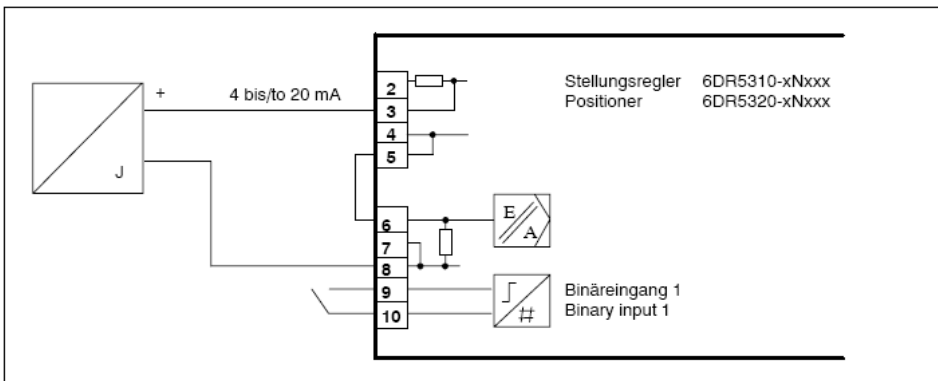 +
4 bis/to 20 mA
J
2
3
4
5
6
7
8
9
10
Stellungsregler 6DR5310-xNxxx
Positioner 6DR5320-xNxxx
E
A
#
Binäreingang 1
Binary input 1